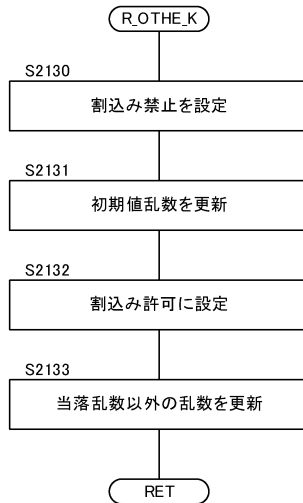 R_OTHE_K
S2130
割込み禁止を設定
S2131
初期値乱数を更新
S2132
割込み許可に設定
S2133
当落乱数以外の乱数を更新
RET